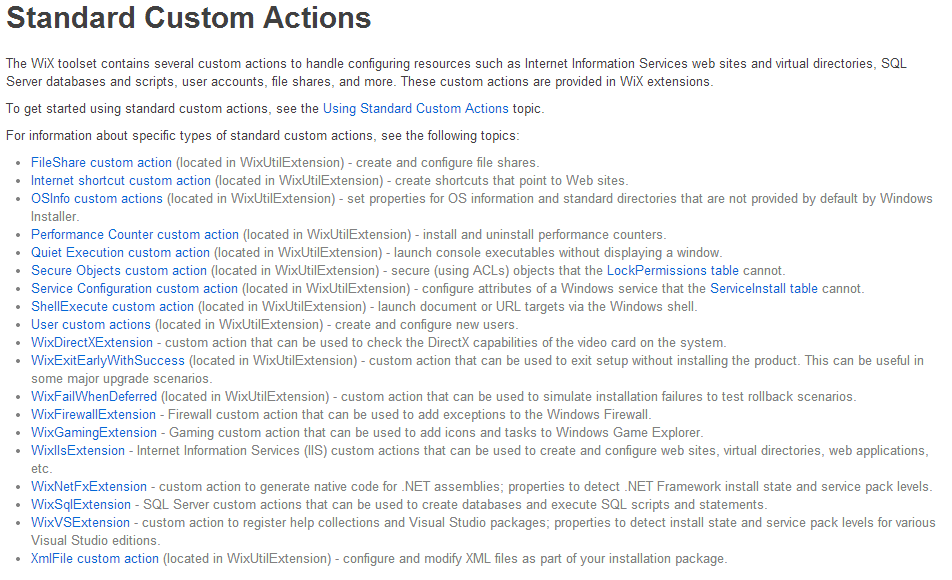 Standard Custom Actions
The WiX toolset contains several custom actions to handle configuring resources such as Internet Information Services web sites and virtual directories, SQL
Server databases and scripts, user accounts, file shares, and more. These custom actions are provided in WiX extensions.
To get started using standard custom actions, see the Using Standard Custom Actions topic.
For information about specific types of standard custom actions, see the following topics:
• FileShare custom action (located in WixUtilExtension) - create and configure file shares.
• Internet shortcut custom action (located in WixUtilExtension) - create shortcuts that point to Web sites.
• OSInfo custom actions (located in WixUtilExtension) - set properties for OS information and standard directories that are not provided by default by Windows
Installer.
• Performance Counter custom action (located in WixUtilExtension) - install and uninstall performance counters.
• Quiet Execution custom action (located in WixUtilExtension) - launch console executables without displaying a window.
• Secure Objects custom action (located in WixUtilExtension) - secure (using ACLs) objects that the LockPermissions table cannot.
• Service Configuration custom action (located in WixUtilExtension) - configure attributes of a Windows service that the ServiceInstall table cannot.
• ShellExecute custom action (located in WixUtilExtension) - launch document or URL targets via the Windows shell.
• User custom actions (located in WixUtilExtension) - create and configure new users.
• WixDirectXExtension - custom action that can be used to check the DirectX capabilities of the video card on the system.
• WixExitEarlyWithSuccess (located in WixUtilExtension) - custom action that can be used to exit setup without installing the product. This can be useful in
some major upgrade scenarios.
• WixFailWhenDeferred (located in WixUtilExtension) - custom action that can be used to simulate installation failures to test rollback scenarios.
• WixFirewallExtension - Firewall custom action that can be used to add exceptions to the Windows Firewall.
• WixGamingExtension - Gaming custom action that can be used to add icons and tasks to Windows Game Explorer.
• WixIIsExtension - Internet Information Services (IIS) custom actions that can be used to create and configure web sites, virtual directories, web applications,
etc.
• WixNetFxExtension - custom action to generate native code for .NET assemblies; properties to detect .NET Framework install state and service pack levels.
• WixSqlExtension - SQL Server custom actions that can be used to create databases and execute SQL scripts and statements.
• WixVSExtension - custom action to register help collections and Visual Studio packages; properties to detect install state and service pack levels for various
Visual Studio editions.
• XmlFile custom action (located in WixUtilExtension) - configure and modify XML files as part of your installation package.